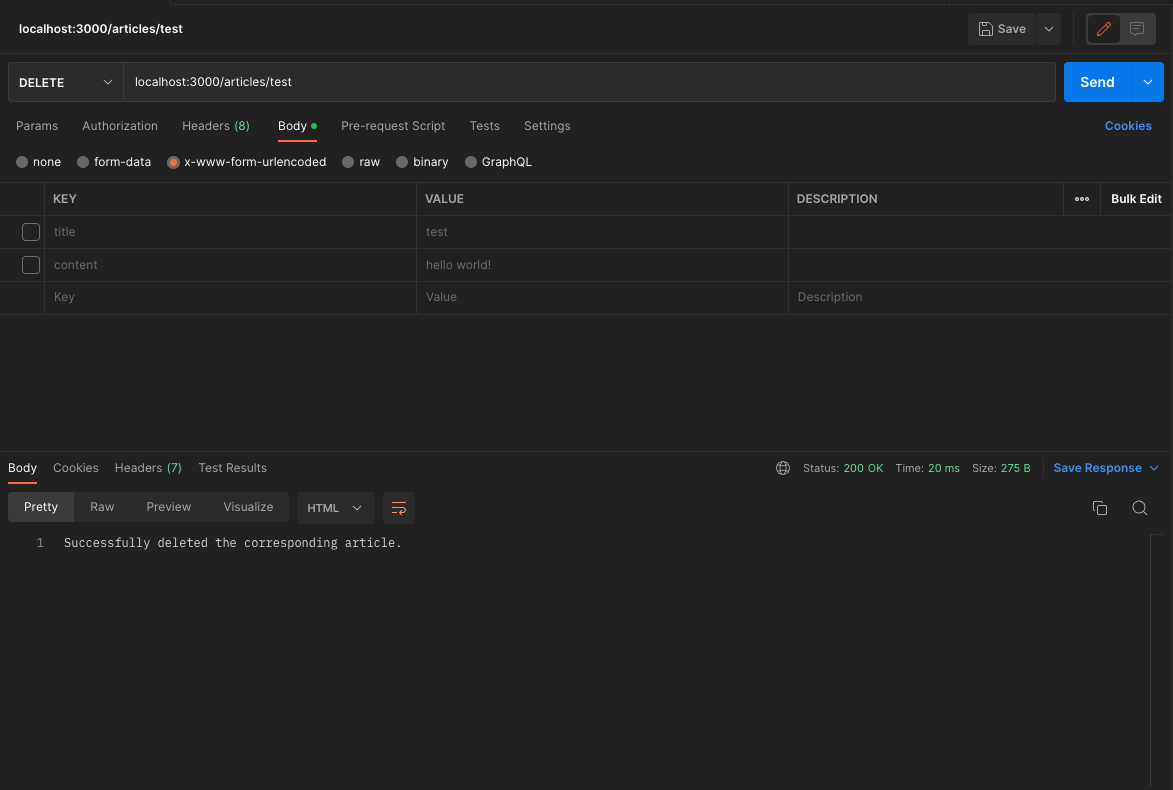 localhost:3000/articles/test
Save
DELETE
localhost:3000/articles/test
Send
Params Authorization Headers (8) Body Pre-request Script Tests Settings Cookies
none form-data x-www-form-urlencoded raw binary GraphQL
KEY VALUE DESCRIPTION Bulk Edit
title test
content hello world!
Key Value Description
Body Cookies Headers (7) Test Results Status: 200 OK Time: 20 ms Size: 275 B Save Response
Pretty Raw Preview Visualize HTML
1 Successfully deleted the corresponding article.